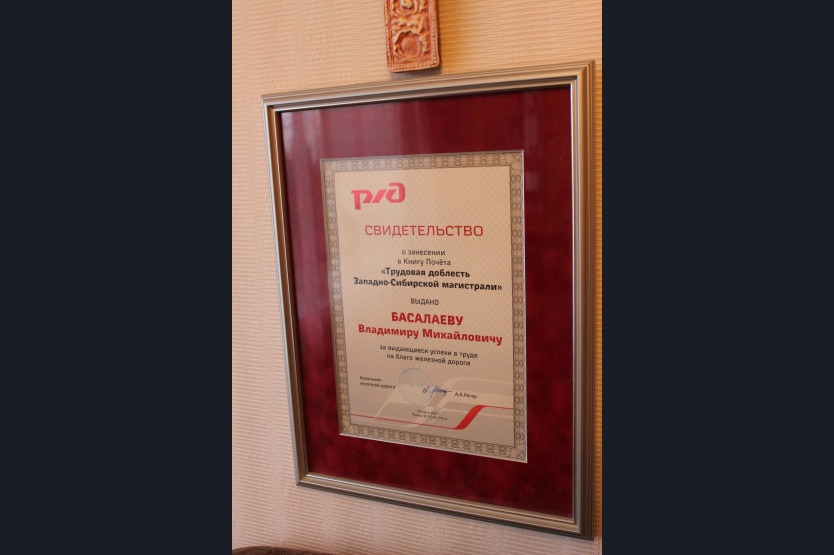 РЖД
СВИДЕТЕЛЬСТВО
о занесении
в Книгу Почёта
«Трудовая доблесть
Западно-Сибирской магистрали»
ВЫДАНО
БАСАЛАЕВУ
Владимиру Михайловичу
за выдающиеся успехи в труде
на благо железной дороги
Начальник
железной дороги
А.А.Регер